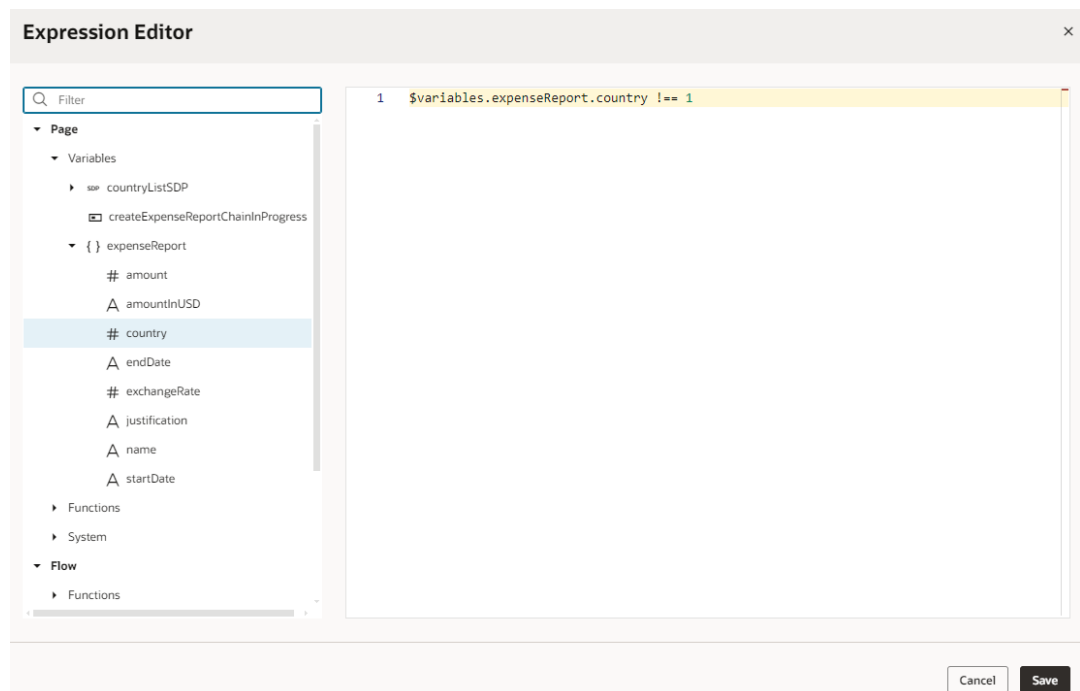 Expression Editor
×
Filter
1 $variables.expenseReport.country !== 1
Page
Variables
SDP countryListSDP
createExpenseReportChainInProgress
{ } expenseReport
# amount
A amountInUSD
# country
A endDate
# exchangeRate
A justification
A name
A startDate
Functions
System
Flow
Functions
Cancel
Save